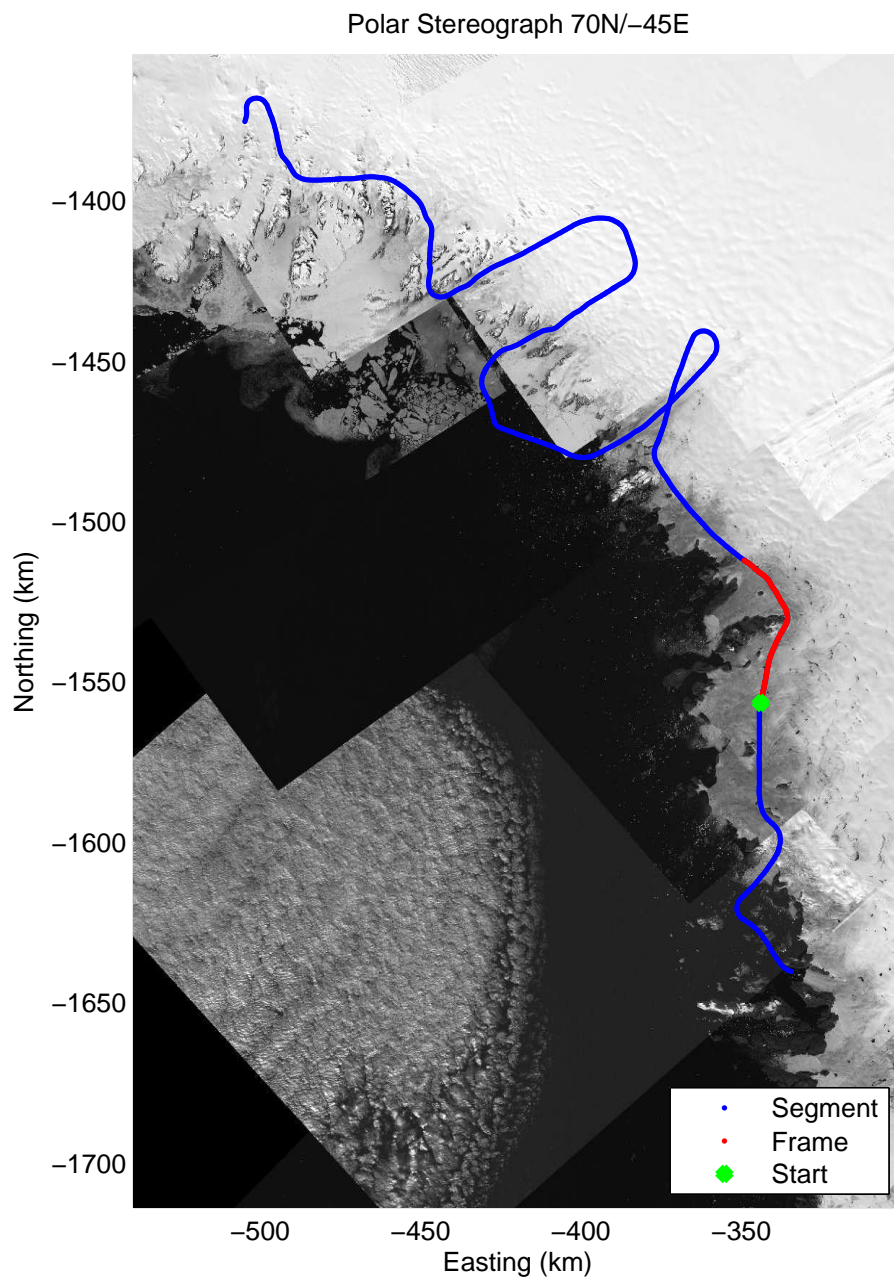 Polar Stereograph 70N/−45E
−1400
−1450
−1500
−1550
−1600
−1650
−1700
Northing (km)
−500
−450
−400
−350
Easting (km)
Segment
Frame
Start